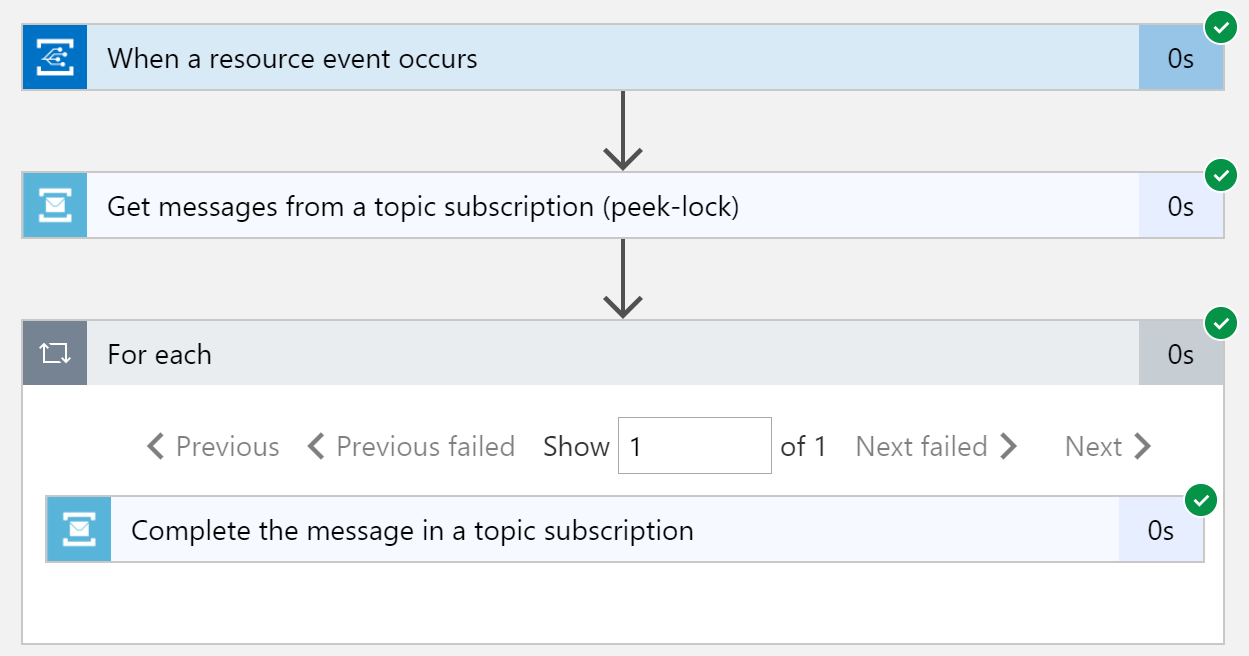 When a resource event occurs 0s
Get messages from a topic subscription (peek-lock) 0s
For each 0s
Previous Previous failed Show 1 of 1 Next failed Next
Complete the message in a topic subscription 0s